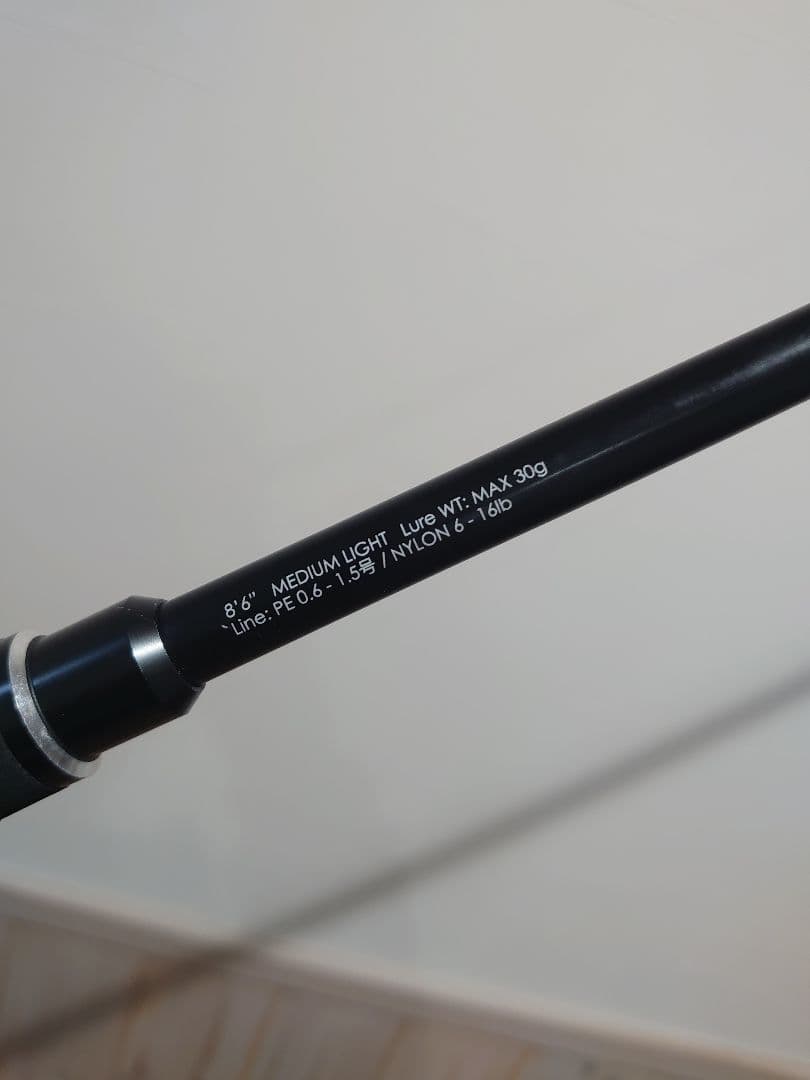 8'6" MEDIUM LIGHT Lure WT: MAX 30g
Line: PE 0.6 - 1.5号 / NYLON 6 - 16lb